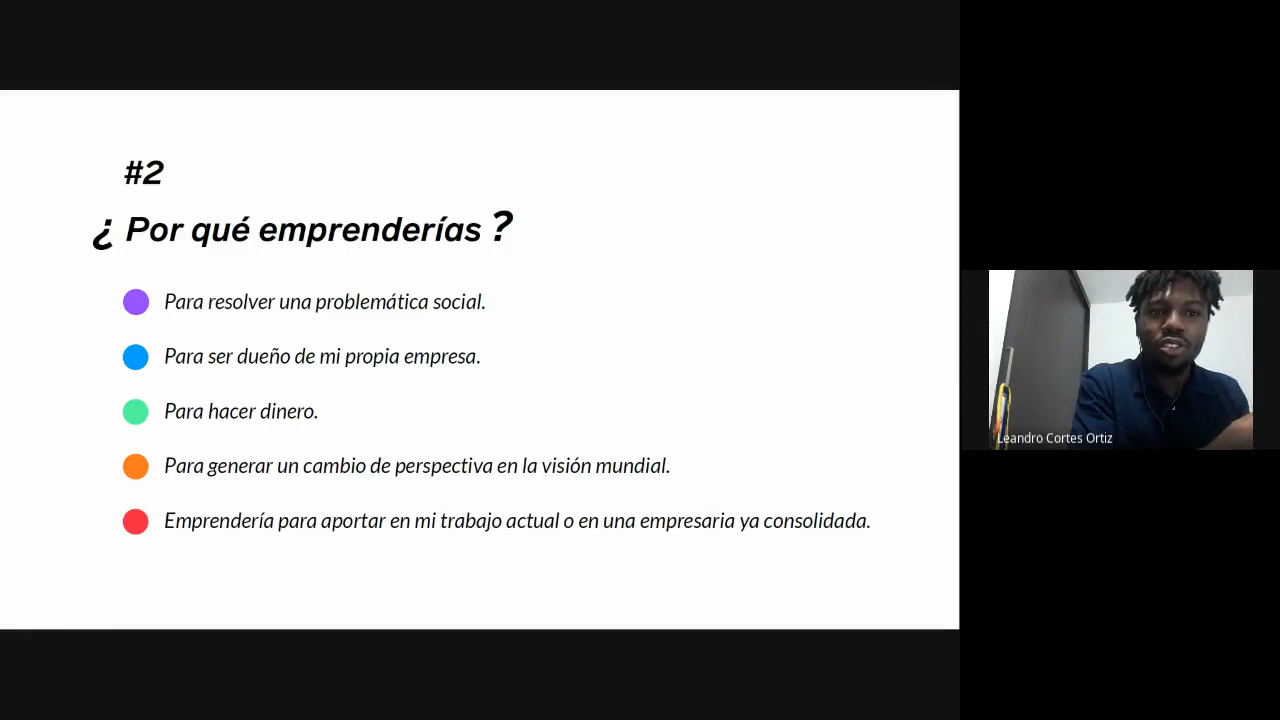 #2
¿ Por qué emprenderías ?
Para resolver una problemática social.
Para ser dueño de mi propia empresa.
Para hacer dinero.
Para generar un cambio de perspectiva en la visión mundial.
Emprendería para aportar en mi trabajo actual o en una empresaria ya consolidada.
Leandro Cortes Ortiz